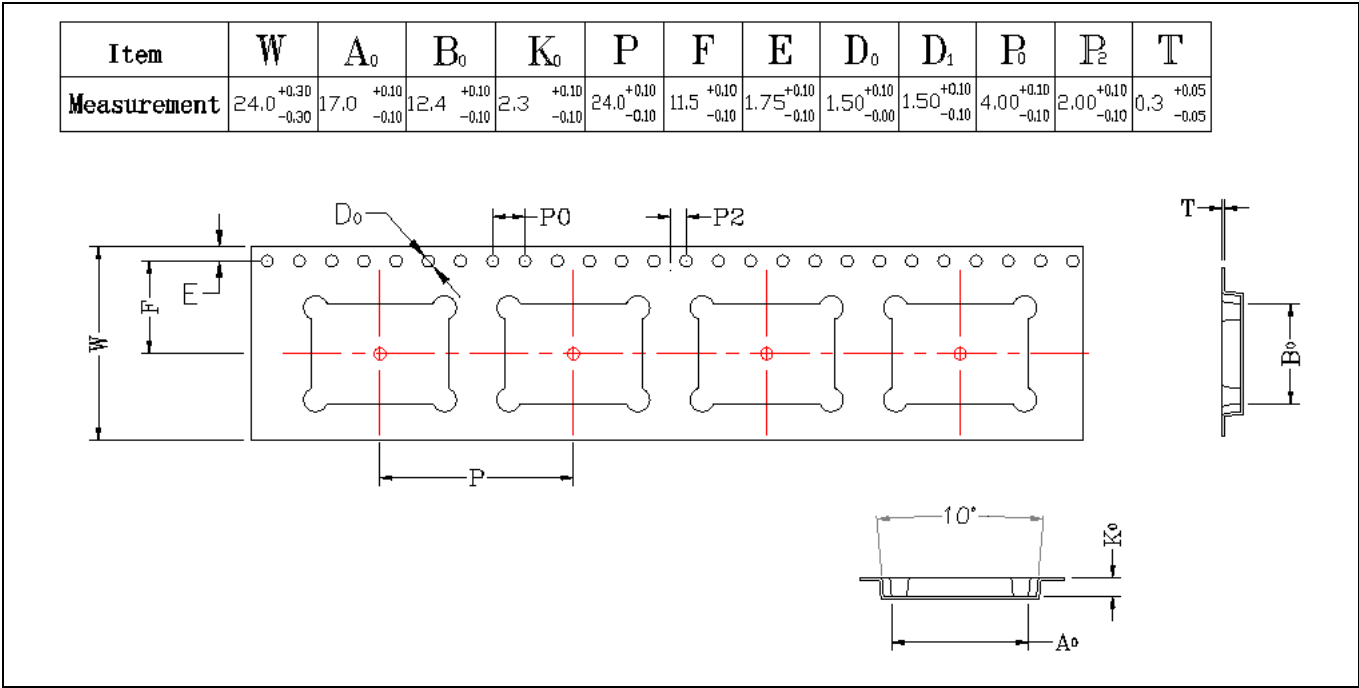 Item W A₀ B₀ K₀ P F E D₀ D₁ P₀ P₂ T
Measurement 24.0 +0.30 -0.30 17.0 +0.10 -0.10 12.4 +0.10 -0.10 2.3 +0.10 -0.10 24.0 +0.10 -0.10 11.5 +0.10 -0.10 1.75 +0.10 -0.10 1.50 +0.10 -0.00 1.50 +0.10 -0.10 4.00 +0.10 -0.10 2.00 +0.10 -0.10 0.3 +0.05 -0.05
D₀ P0 P2 T
E
F
W
B₀
P
10°
K₀
A₀